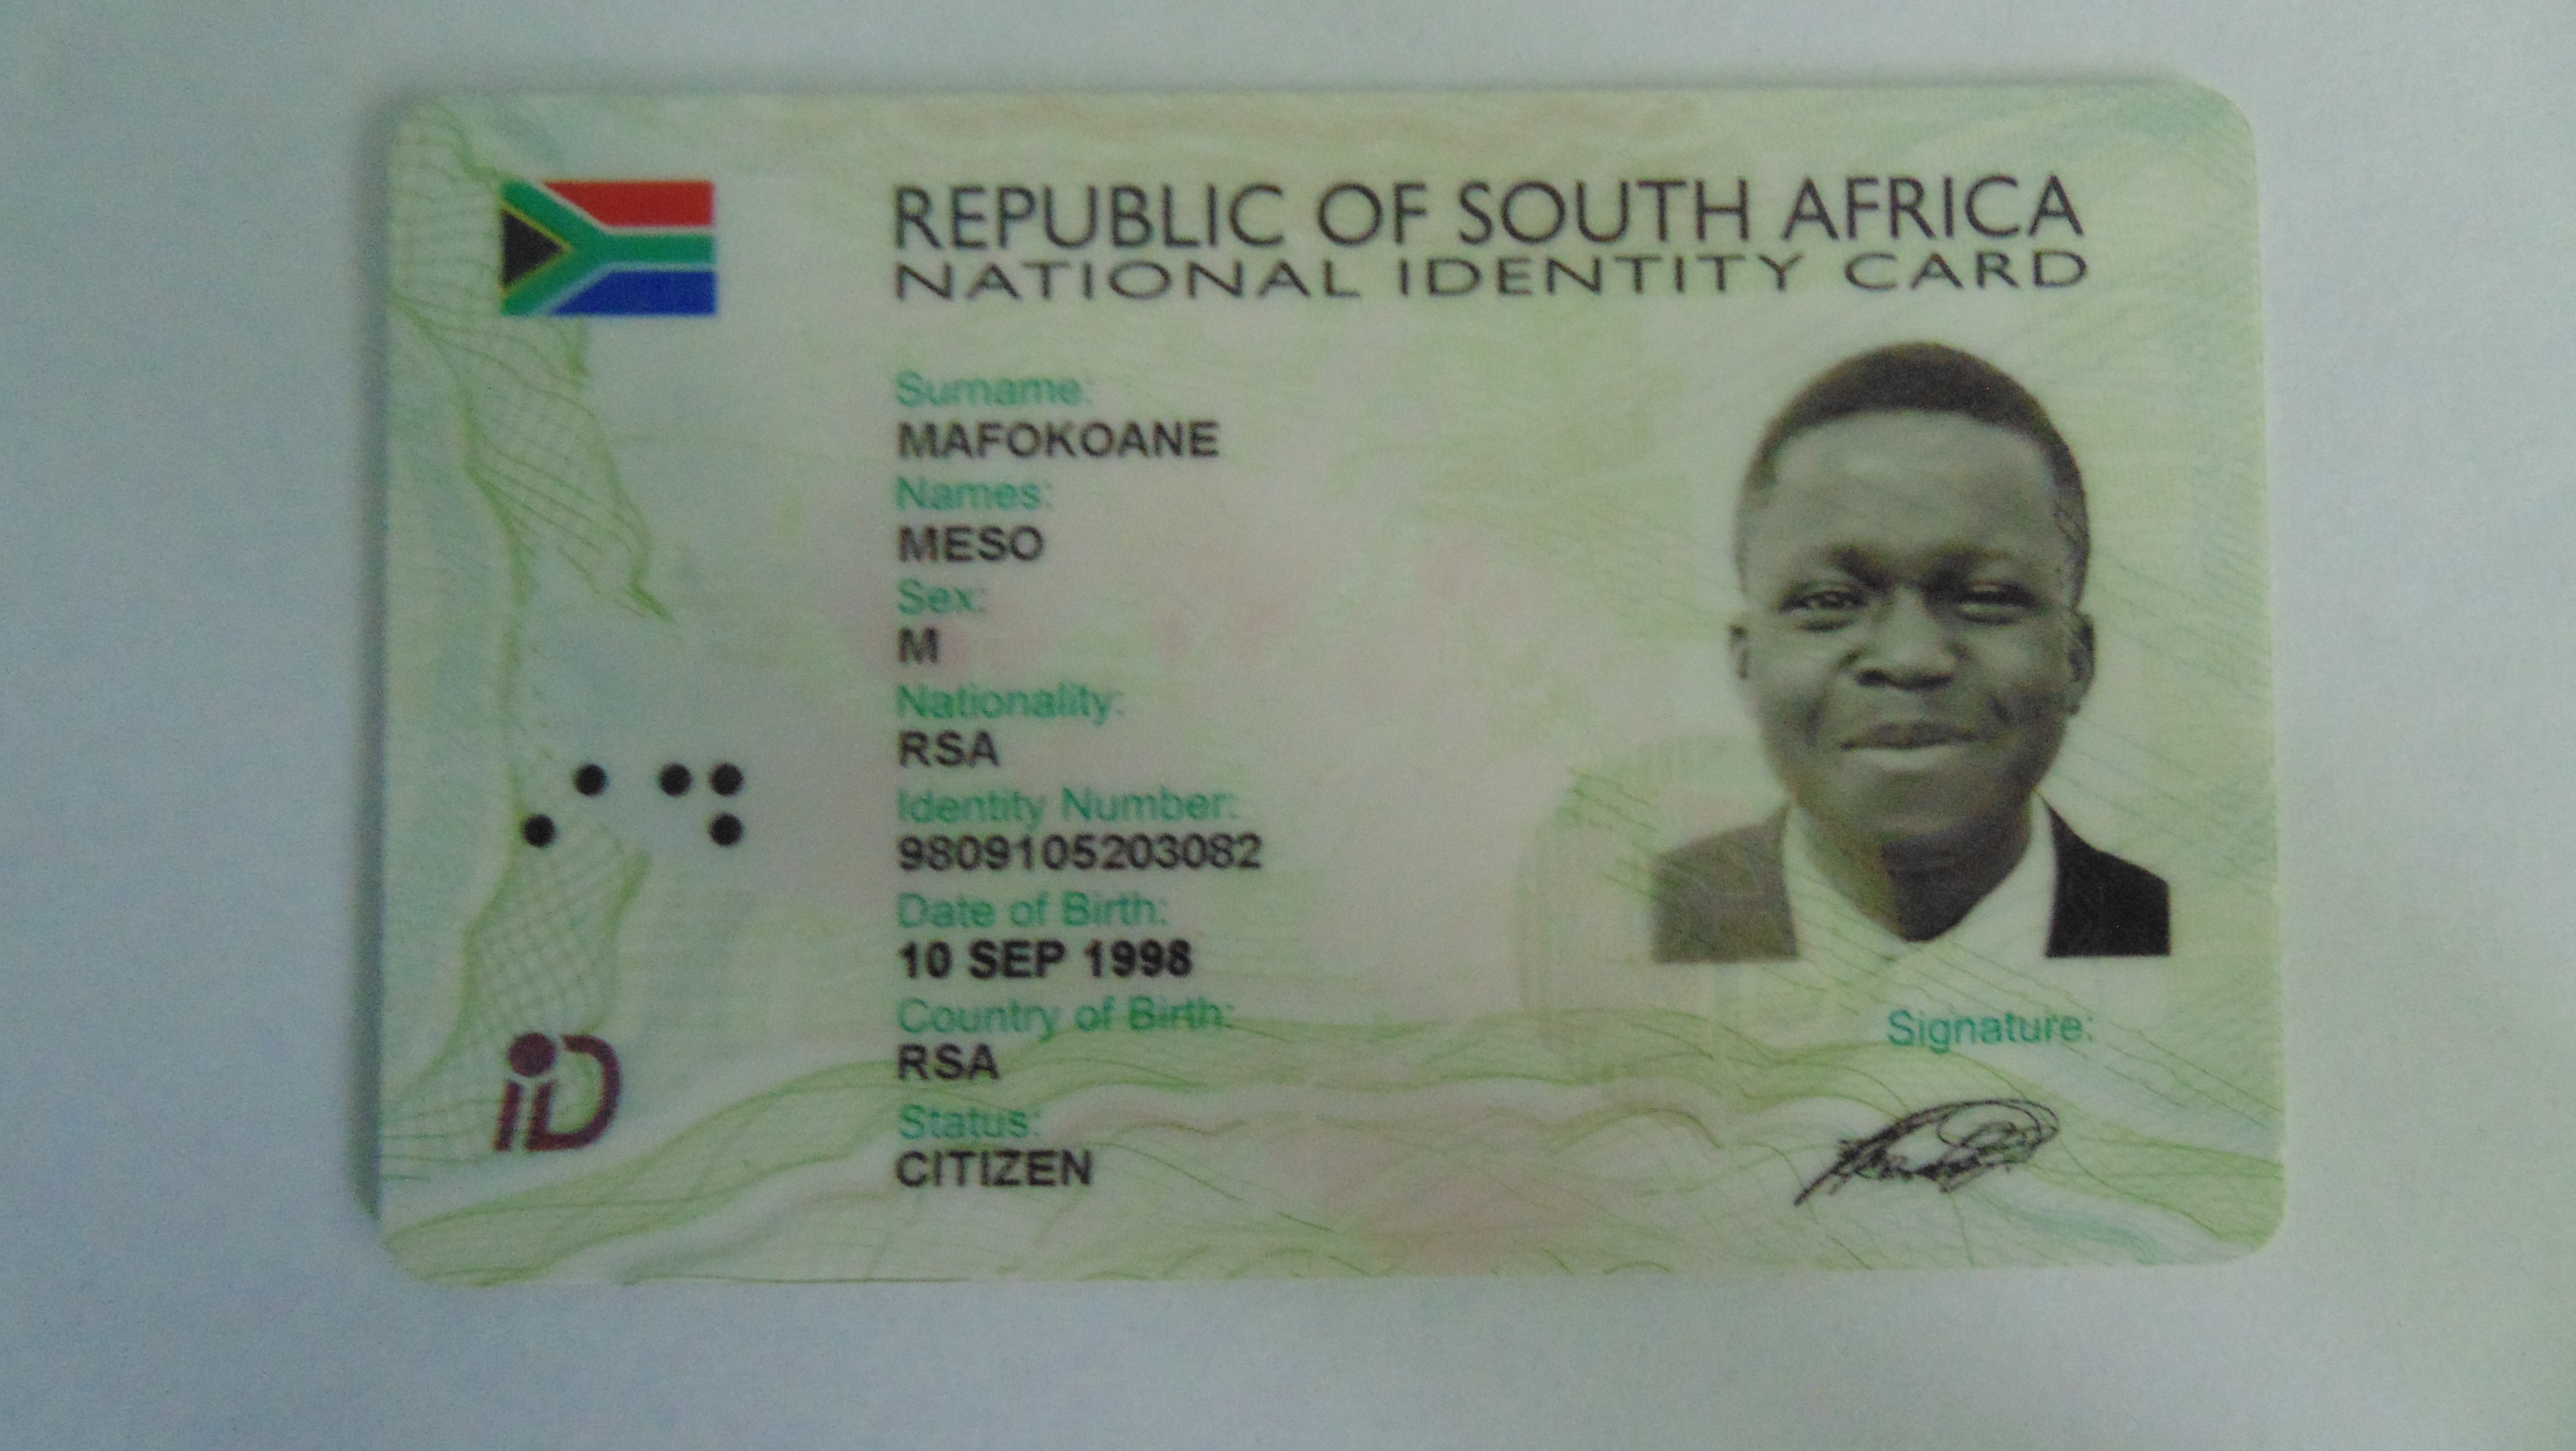 REPUBLIC OF SOUTH AFRICA
NATIONAL IDENTITY CARD
Surname:
MAFOKOANE
Names:
MESO
Sex:
M
Nationality:
RSA
Identity Number:
9809105203082
Date of Birth:
10 SEP 1998
Country of Birth:
RSA
Status:
CITIZEN
Signature:
iD